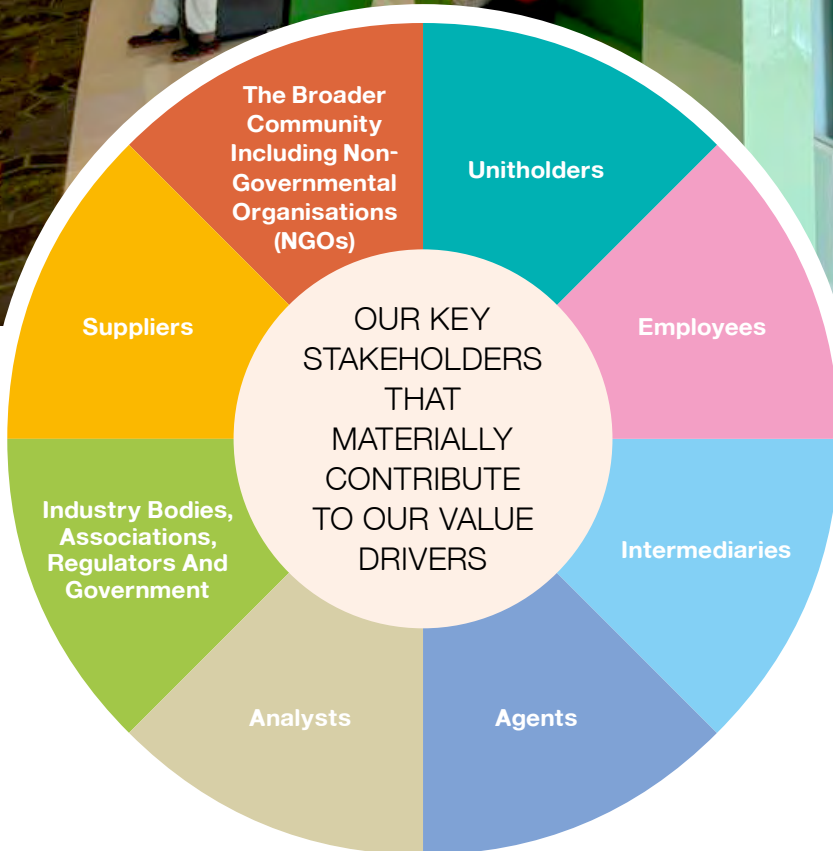 The Broader
Community
Including Non-
Governmental
Organisations
(NGOs)
Unitholders
Suppliers
Employees
OUR KEY
STAKEHOLDERS
THAT
MATERIALLY
CONTRIBUTE
TO OUR VALUE
DRIVERS
Industry Bodies,
Associations,
Regulators And
Government
Intermediaries
Analysts
Agents